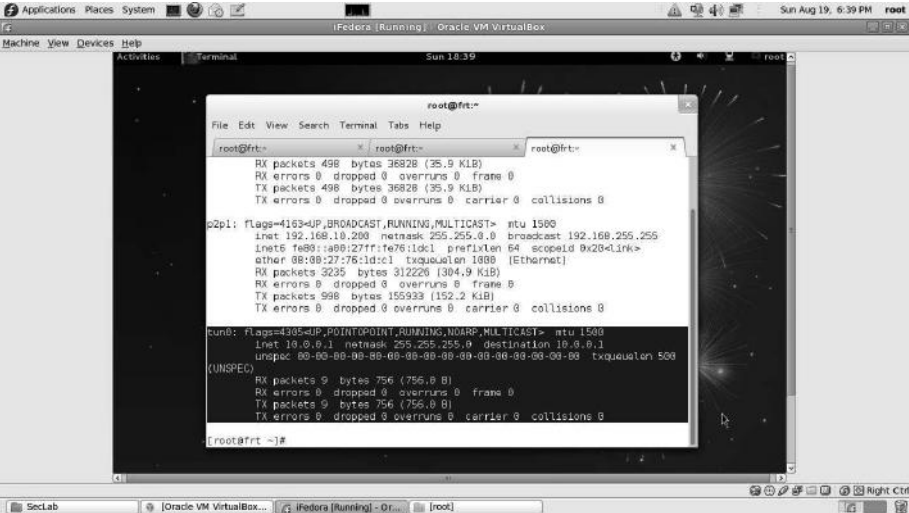 Applications Places System Sun Aug 19, 6:39 PM root
iFedora [Running] - Oracle VM VirtualBox
Machine View Devices Help
Activities Terminal Sun 18:39 root
root@frt:~
File Edit View Search Terminal Tabs Help
root@frt:~ × root@frt:~ × root@frt:~ ×
RX packets 498 bytes 36828 (35.9 KiB)
RX errors 0 dropped 0 overruns 0 frame 0
TX packets 498 bytes 36828 (35.9 KiB)
TX errors 0 dropped 0 overruns 0 carrier 0 collisions 0
p2p1: flags=4163<UP,BROADCAST,RUNNING,MULTICAST> mtu 1500
inet 192.168.10.200 netmask 255.255.0.0 broadcast 192.168.255.255
inet6 fe80::a00:27ff:fe76:1dc1 prefixlen 64 scopeid 0x20<link>
ether 08:00:27:76:1d:c1 txqueuelen 1000 (Ethernet)
RX packets 3235 bytes 312226 (304.9 KiB)
RX errors 0 dropped 0 overruns 0 frame 0
TX packets 998 bytes 155933 (152.2 KiB)
TX errors 0 dropped 0 overruns 0 carrier 0 collisions 0
tun0: flags=4305<UP,POINTOPOINT,RUNNING,NOARP,MULTICAST> mtu 1500
inet 10.0.0.1 netmask 255.255.255.0 destination 10.0.0.1
unspec 00-00-00-00-00-00-00-00-00-00-00-00-00-00-00-00 txqueuelen 500
(UNSPEC)
RX packets 9 bytes 756 (756.0 B)
RX errors 0 dropped 0 overruns 0 frame 0
TX packets 9 bytes 756 (756.0 B)
TX errors 0 dropped 0 overruns 0 carrier 0 collisions 0
[root@frt ~]#
Right Ctrl
SecLab [Oracle VM VirtualBox... iFedora [Running] - Or... [root]